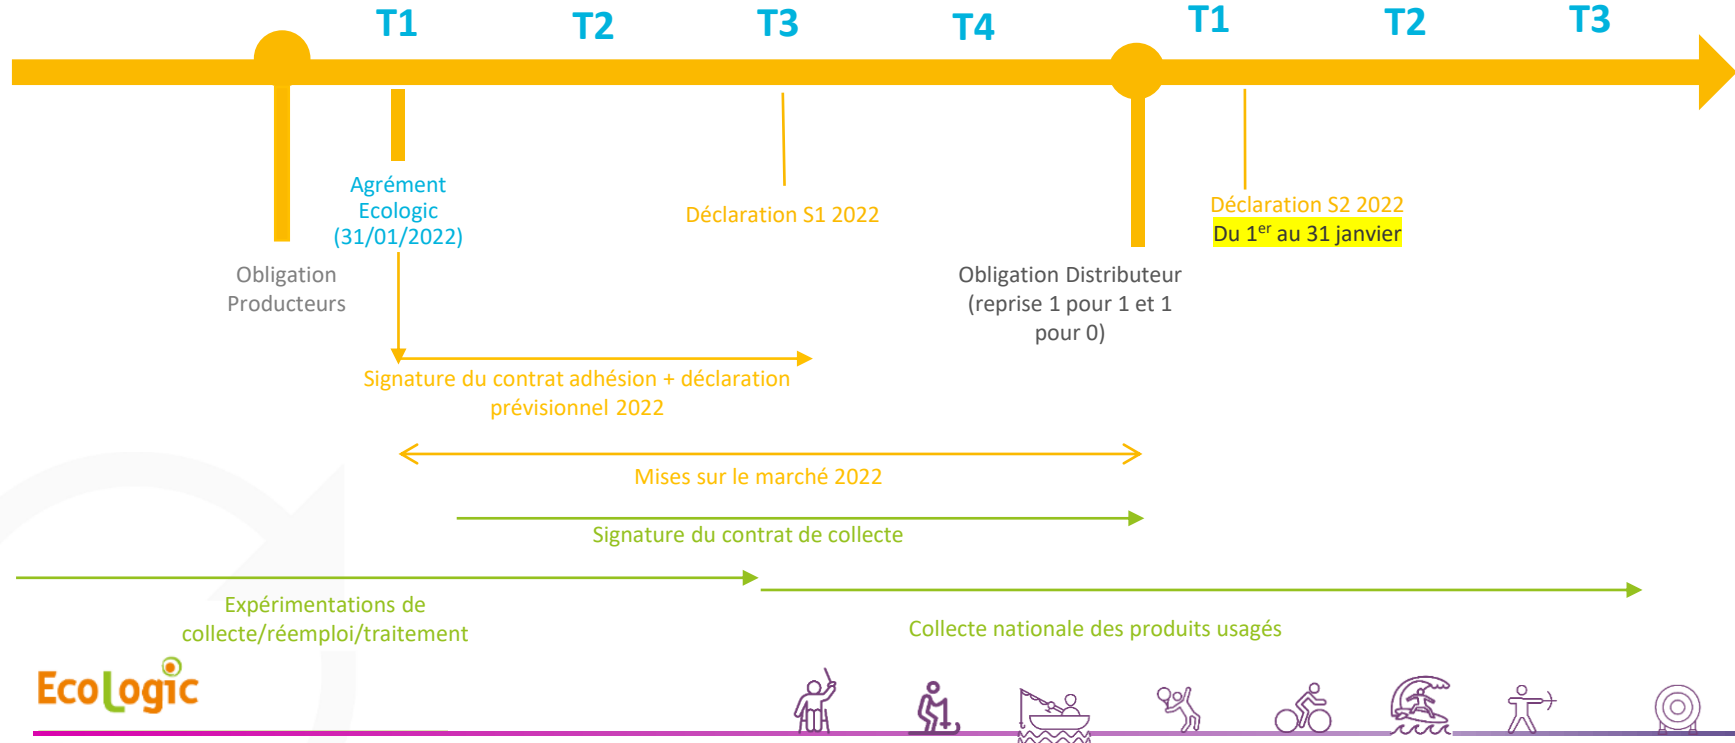 T1
T2
T3
T4
T1
T2
T3
Agrément
Ecologic
(31/01/2022)
Déclaration S1 2022
Déclaration S2 2022
Du 1er au 31 janvier
Obligation
Producteurs
Obligation Distributeur
(reprise 1 pour 1 et 1
pour 0)
Signature du contrat adhésion + déclaration
prévisionnel 2022
Mises sur le marché 2022
Signature du contrat de collecte
Expérimentations de
collecte/réemploi/traitement
Collecte nationale des produits usagés
Ecologic